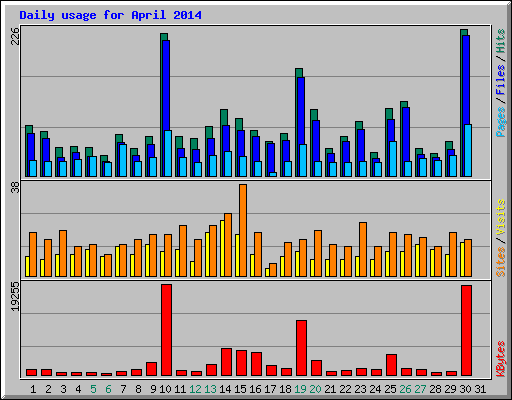 Daily usage for April 2014
226
Pages/Files/Hits
38
Sites/Visits
19255
KBytes
1 2 3 4 5 6 7 8 9 10 11 12 13 14 15 16 17 18 19 20 21 22 23 24 25 26 27 28 29 30 31